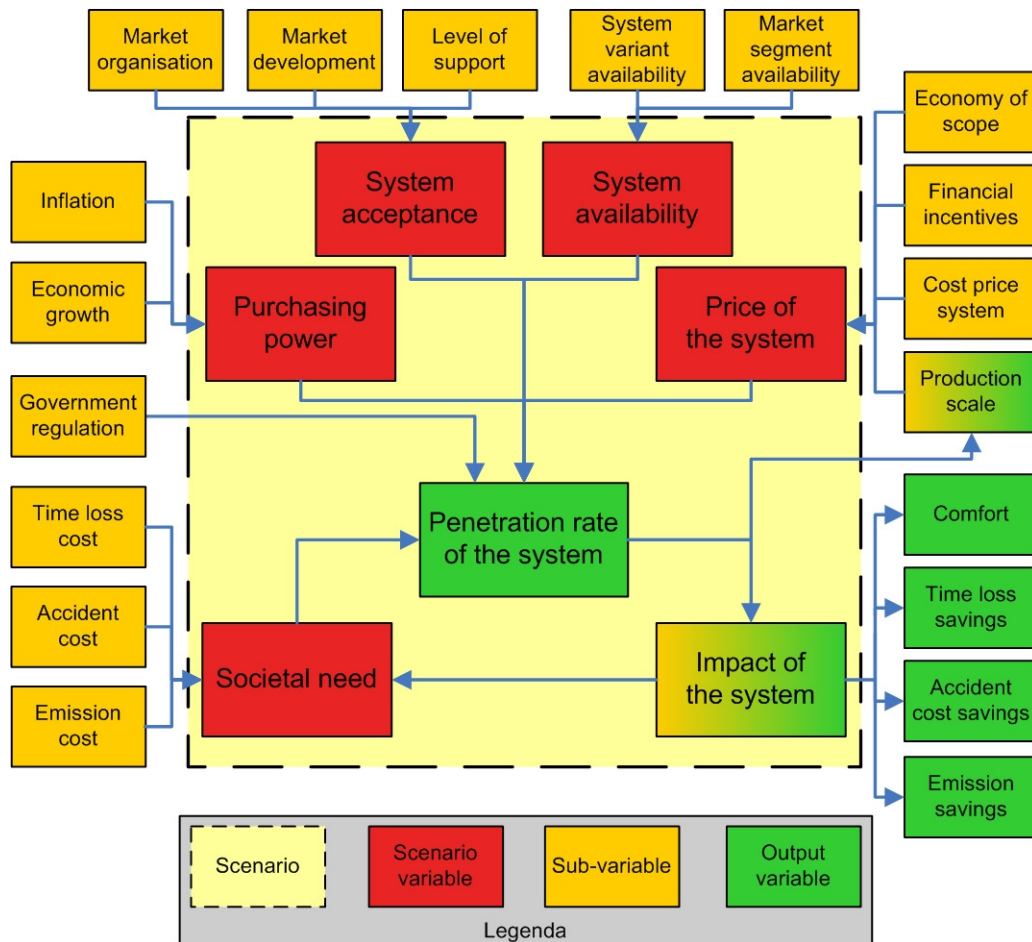 Market
organisation
Market
development
Level of
support
System
variant
availability
Market
segment
availability
Economy of
scope
System
acceptance
System
availability
Inflation
Financial
incentives
Economic
growth
Purchasing
power
Price of
the system
Cost price
system
Government
regulation
Production
scale
Time loss
cost
Penetration rate
of the system
Comfort
Time loss
savings
Accident
cost
Societal need
Impact of
the system
Accident
cost savings
Emission
cost
Emission
savings
Scenario
Scenario
variable
Sub-variable
Output
variable
Legenda